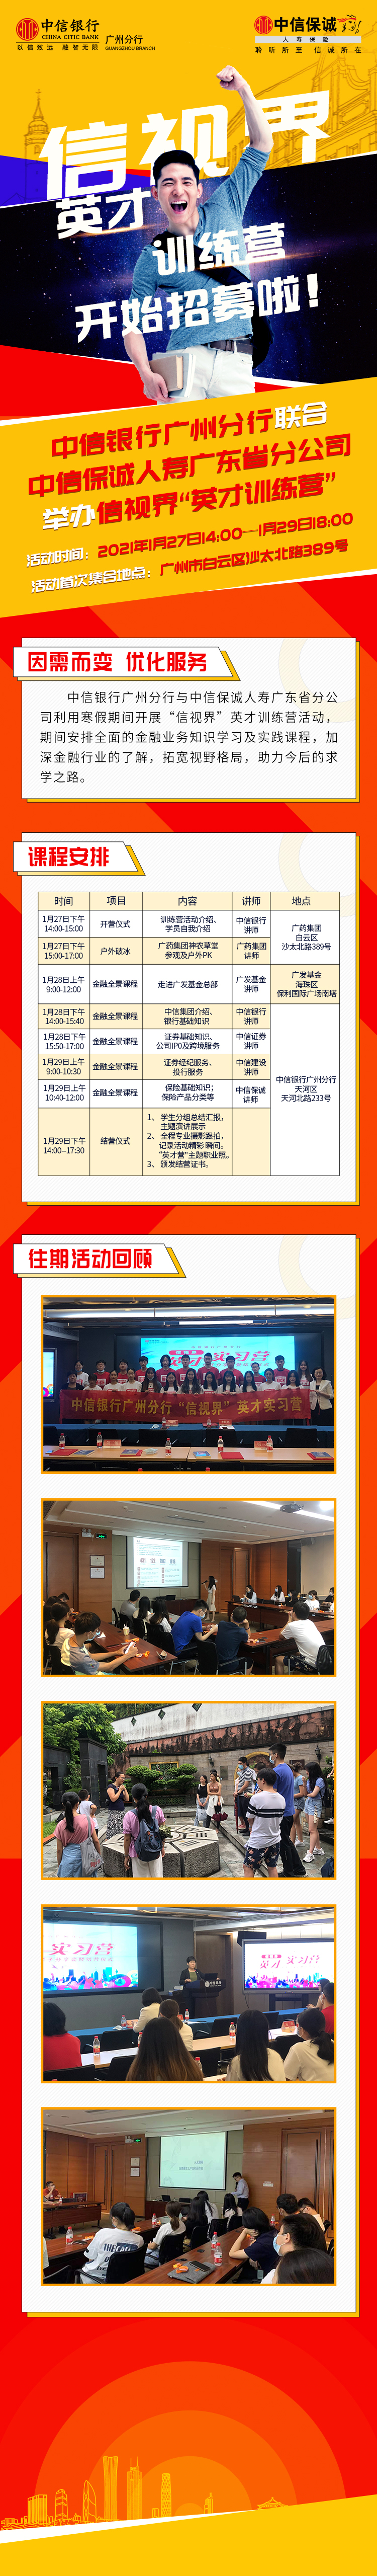 中信银行
CHINA CITIC BANK
以信致远 融智无限
广州分行
GUANGZHOU BRANCH
中信保诚
人寿保险
聆听所至 信诚所在
信视界
英才
训练营
开始招募啦!
中信银行广州分行联合
中信保诚人寿广东省分公司
举办信视界“英才训练营”
活动时间：2021年1月27日14:00—1月29日18:00
活动首次集合地点：广州市白云区沙太北路389号
因需而变 优化服务
中信银行广州分行与中信保诚人寿广东省分公
司利用寒假期间开展“信视界”英才训练营活动，
期间安排全面的金融业务知识学习及实践课程，加
深金融行业的了解，拓宽视野格局，助力今后的求
学之路。
课程安排
时间 项目 内容 讲师 地点
1月27日下午
14:00-15:00
开营仪式
训练营活动介绍、
学员自我介绍
中信银行
讲师
广药集团
白云区
沙太北路389号
1月27日下午
15:00-17:00
户外破冰
广药集团神农草堂
参观及户外PK
广药集团
讲师
1月28日上午
9:00-12:00
金融全景课程
走进广发基金总部
广发基金
讲师
广发基金
海珠区
保利国际广场南塔
1月28日下午
14:00-15:40
金融全景课程
中信集团介绍、
银行基础知识
中信银行
讲师
中信银行广州分行
天河区
天河北路233号
1月28日下午
15:50-17:00
金融全景课程
证券基础知识、
公司IPO及跨境服务
中信证券
讲师
1月29日上午
9:00-10:30
金融全景课程
证券经纪服务、
投行服务
中信建设
讲师
1月29日上午
10:40-12:00
金融全景课程
保险基础知识；
保险产品分类等
中信保诚
讲师
1月29日下午
14:00--17:30
结营仪式
1、 学生分组总结汇报，
主题演讲展示
2、 全程专业摄影跟拍，
记录活动精彩瞬间。
"英才营"主题职业照。
3、 颁发结营证书。
往期活动回顾
英才实习营
中信银行广州分行“信视界”英才实习营
实习营
英才 实习营